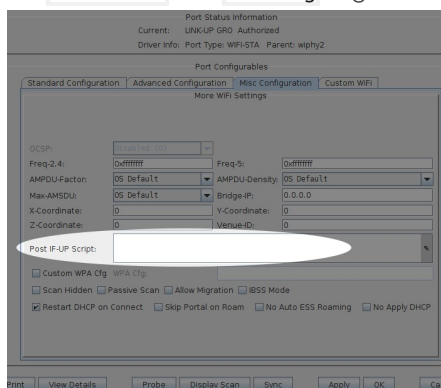 Port Status Information
Current: LINK-UP GRO Authorized
Driver Info: Port Type: WIFI-STA Parent: wiphy2
Port Configurables
Standard Configuration Advanced Configuration Misc Configuration Custom WiFi
More WiFi Settings
OCSP: Disabled (0)
Freq-2.4: 0xffffffff Freq-5: 0xffffffff
AMPDU-Factor: OS Default AMPDU-Density: OS Default
Max-AMSDU: OS Default Bridge-IP: 0.0.0.0
X-Coordinate: 0 Y-Coordinate: 0
Z-Coordinate: 0 Venue-ID: 0
Post IF-UP Script:
Custom WPA Cfg WPA Cfg:
Scan Hidden Passive Scan Allow Migration IBSS Mode
Restart DHCP on Connect Skip Portal on Roam No Auto ESS Roaming No Apply DHCP
Print View Details Probe Display Scan Sync Apply OK